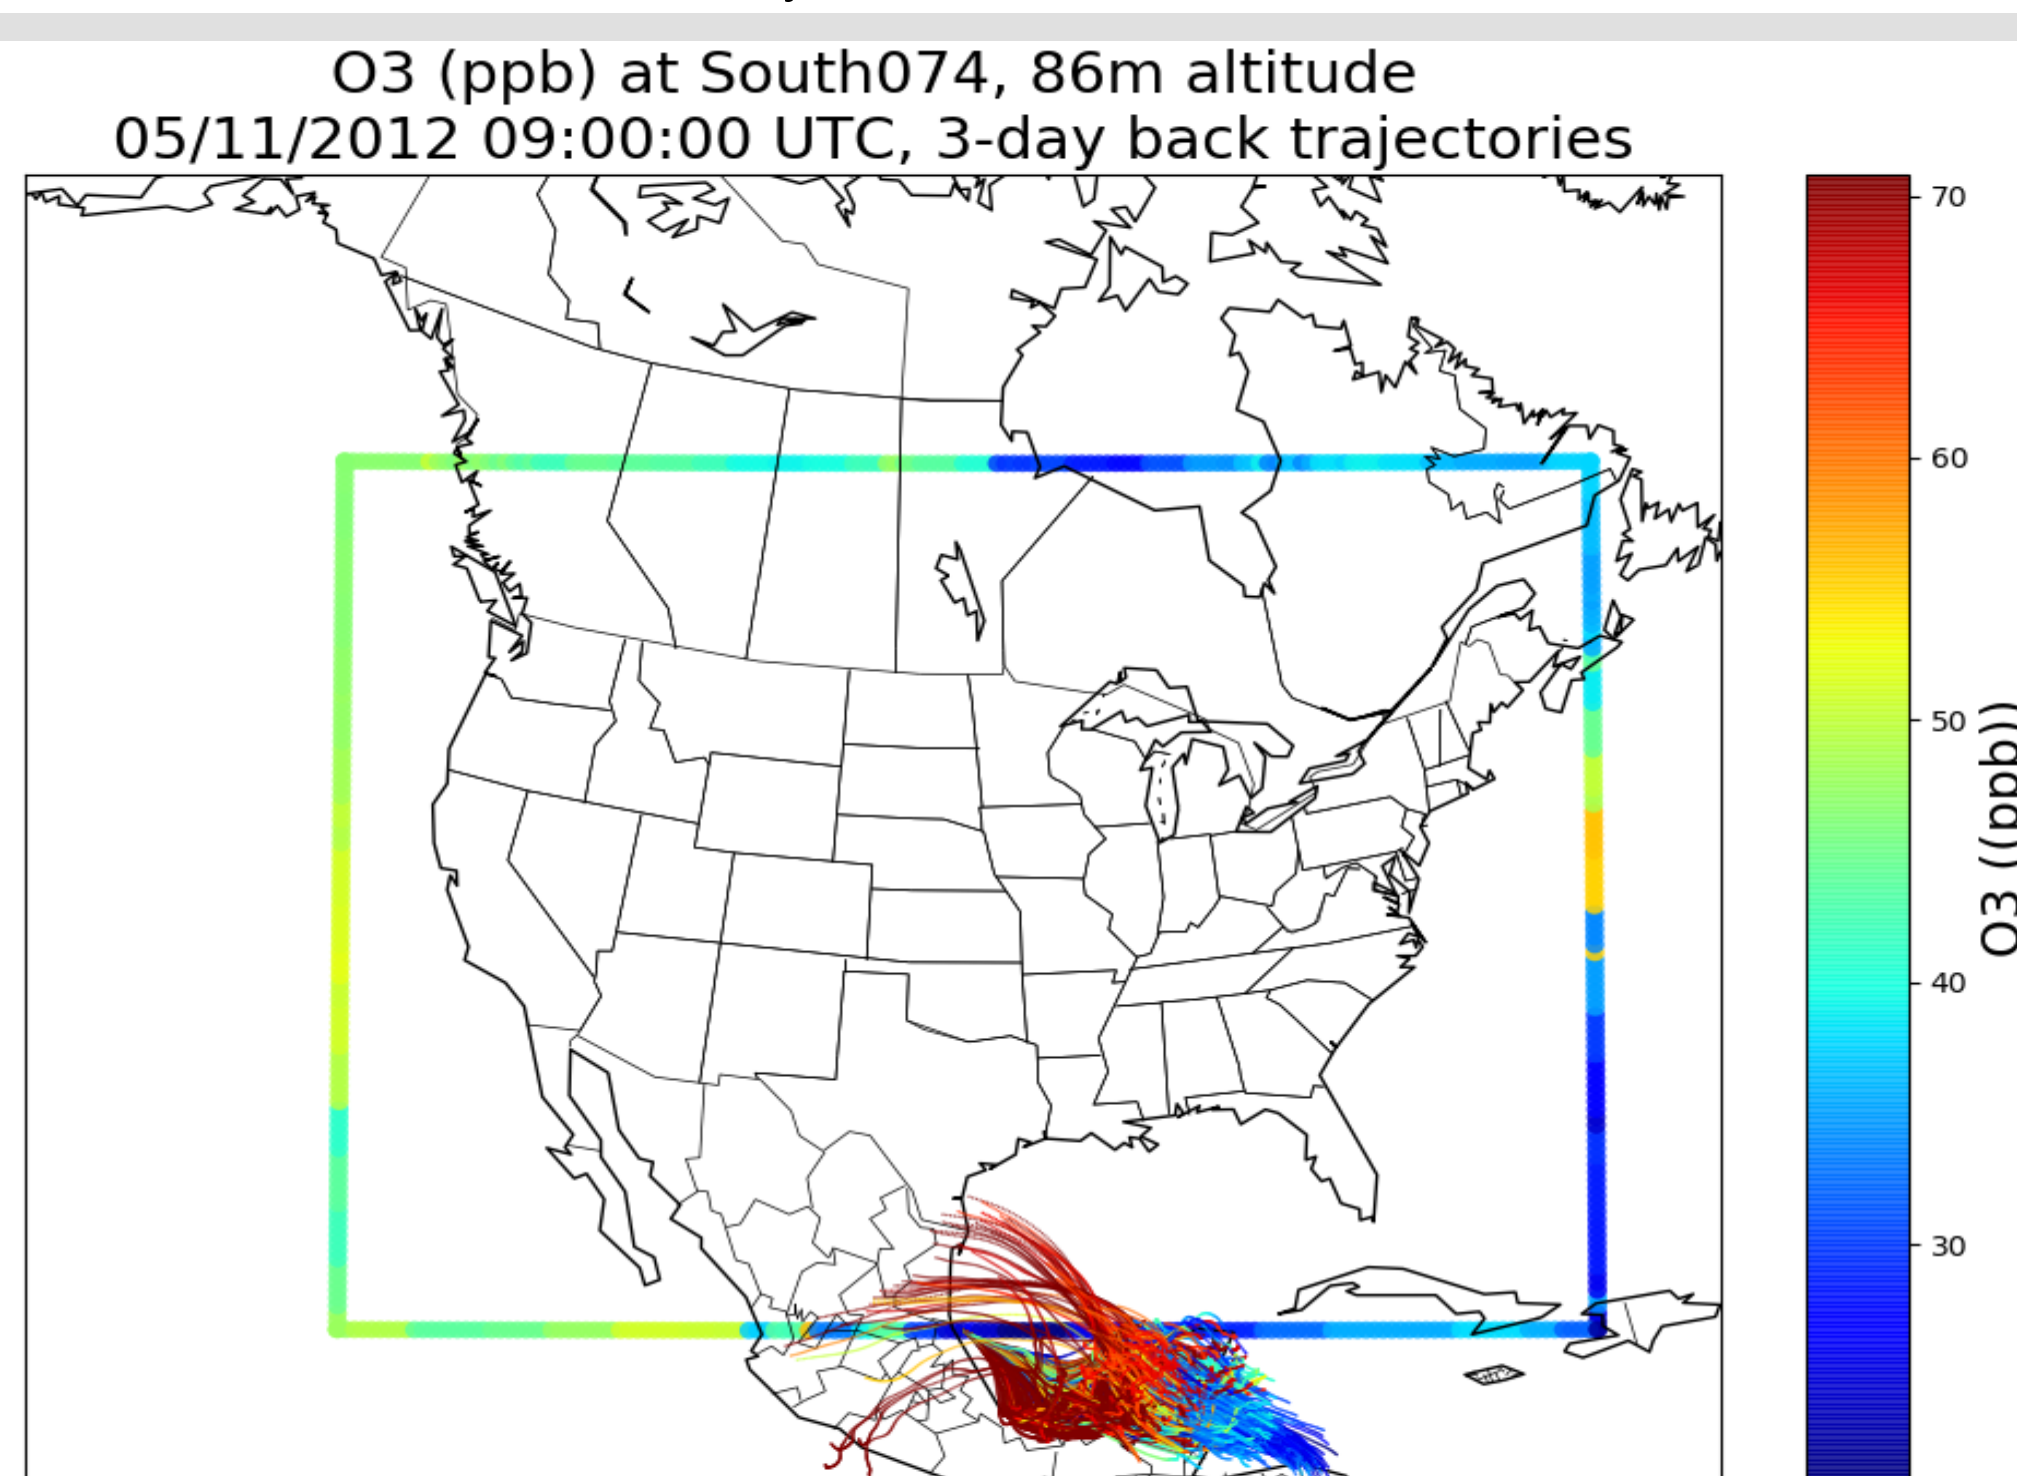 O3 (ppb) at South074, 86m altitude
05/11/2012 09:00:00 UTC, 3-day back trajectories
70
60
50
40
30
O3 ((ppb))